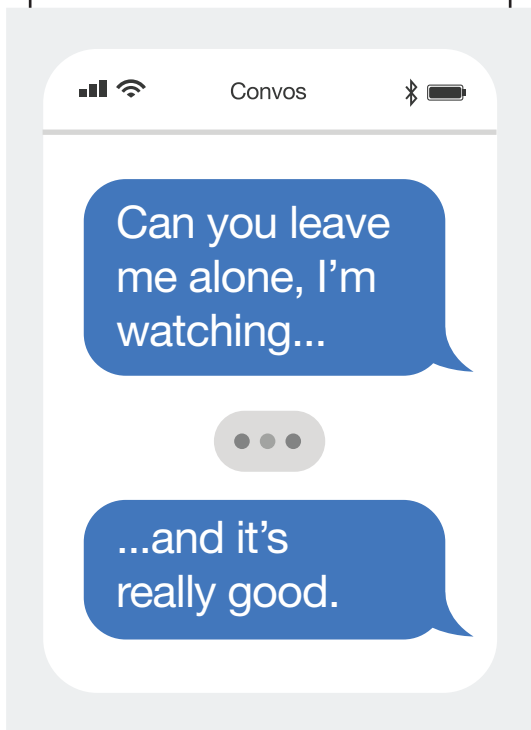 Convos
Can you leave
me alone, I’m
watching...
...and it’s
really good.